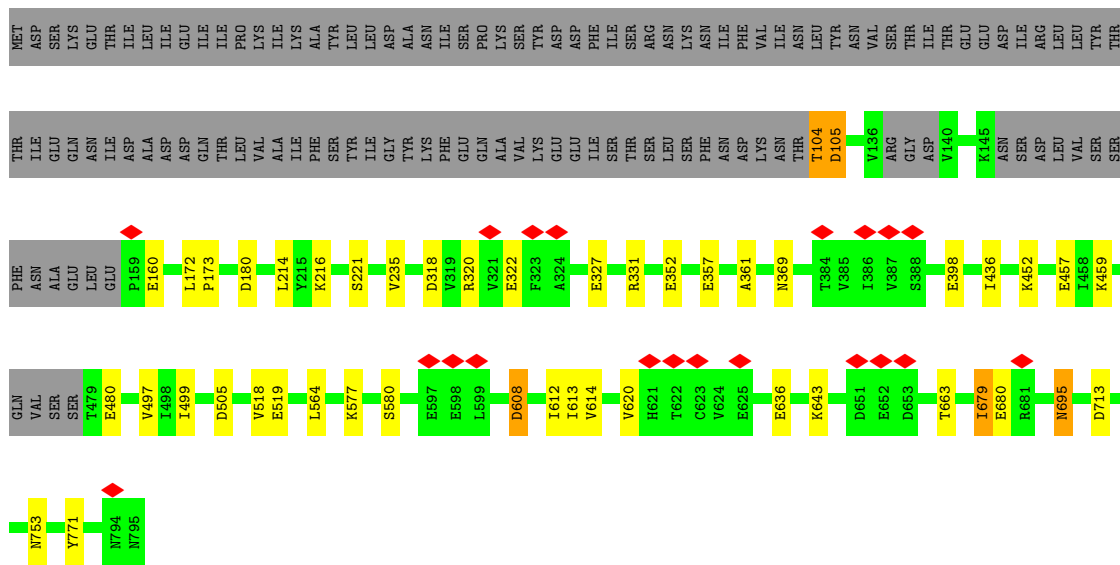 MET ASP SER LYS GLU THR ILE LEU ILE GLU ILE ILE PRO LYS ILE LYS ALA TYR LEU LEU ASP ALA ASN ILE SER PRO LYS SER TYR ASP ASP PHE ILE SER ARG ASN LYS ASN ILE PHE VAL ILE ASN LEU TYR ASN VAL SER THR ILE THR GLU GLU ASP ILE ARG LEU LEU TYR THR
THR ILE GLU GLN ASN ILE ASP ALA ASP ASP GLN THR LEU VAL ALA ILE PHE SER TYR ILE GLY TYR LYS PHE GLU GLN ALA VAL LYS GLU GLU ILE SER THR SER LEU SER PHE ASN ASP LYS ASN THR T104 D105 V136 ARG GLY ASP V140 K145 ASN SER ASP LEU VAL SER SER
PHE ASN ALA GLU LEU GLU P159 E160 L172 P173 D180 L214 Y215 K216 S221 V235 D318 V319 R320 V321 E322 F323 A324 E327 R331 E352 E357 A361 N369 T384 V385 I386 V387 S388 E398 I436 K452 E457 I458 K459
GLN VAL SER SER T479 E480 V497 I498 I499 D505 V518 E519 L564 K577 S580 E597 E598 L599 D608 I612 I613 V614 V620 H621 T622 C623 V624 E625 E636 K643 D651 E652 D653 T663 I679 E680 R681 N695 D713
N753 Y771 N794 N795